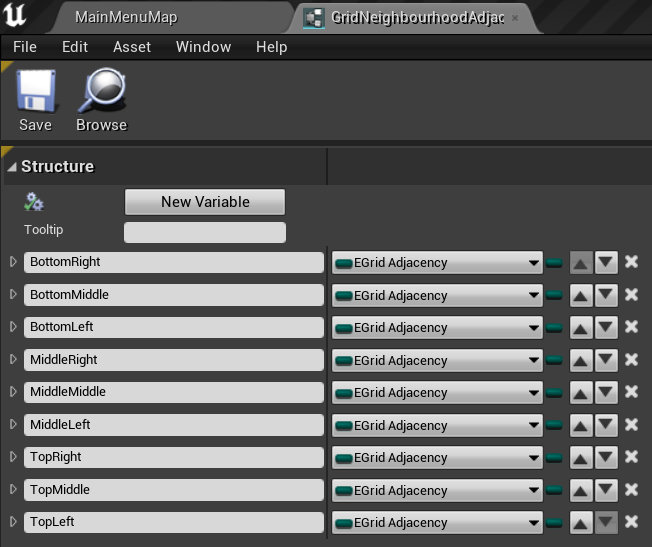 MainMenuMap
GridNeighbourhoodAdjac
File Edit Asset Window Help
Save Browse
Structure
New Variable
Tooltip
BottomRight EGrid Adjacency
BottomMiddle EGrid Adjacency
BottomLeft EGrid Adjacency
MiddleRight EGrid Adjacency
MiddleMiddle EGrid Adjacency
MiddleLeft EGrid Adjacency
TopRight EGrid Adjacency
TopMiddle EGrid Adjacency
TopLeft EGrid Adjacency